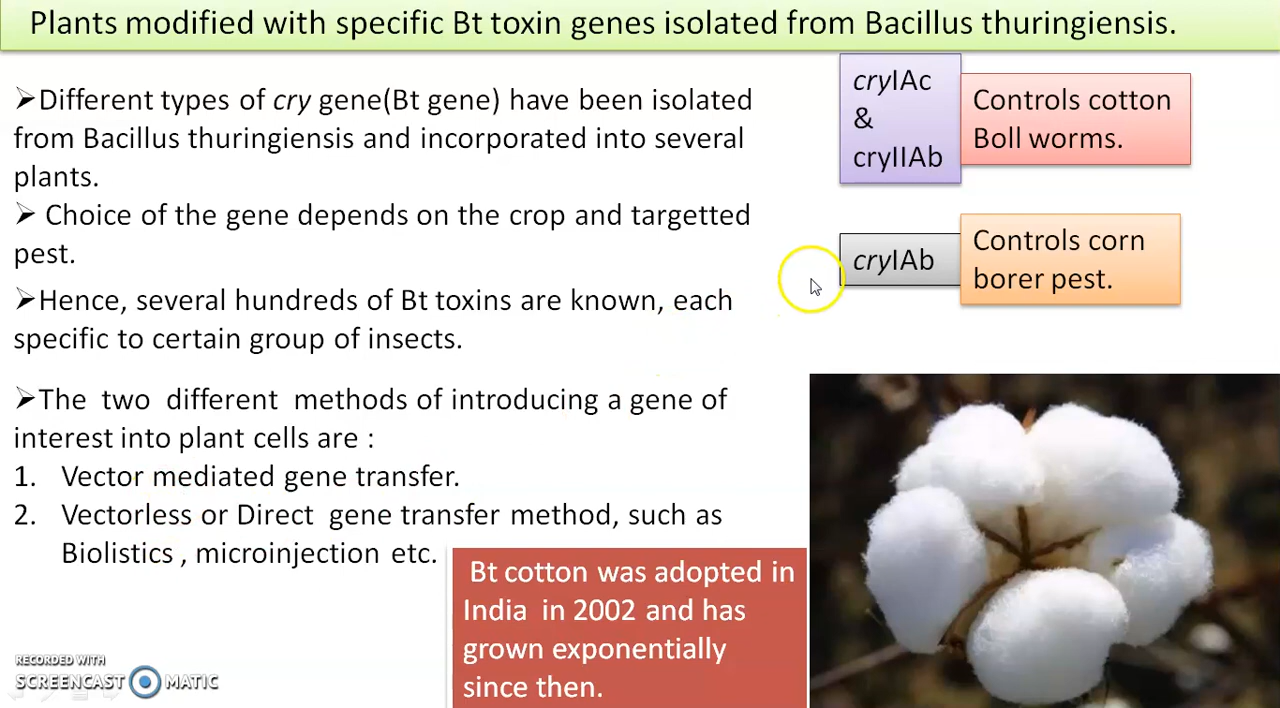 Plants modified with specific Bt toxin genes isolated from Bacillus thuringiensis.
➢Different types of cry gene(Bt gene) have been isolated
from Bacillus thuringiensis and incorporated into several
plants.
➢ Choice of the gene depends on the crop and targetted
pest.
➢Hence, several hundreds of Bt toxins are known, each
specific to certain group of insects.
➢The two different methods of introducing a gene of
interest into plant cells are :
1. Vector mediated gene transfer.
2. Vectorless or Direct gene transfer method, such as
Biolistics , microinjection etc.
cryIAc
&
cryIIAb
Controls cotton
Boll worms.
cryIAb
Controls corn
borer pest.
Bt cotton was adopted in
India in 2002 and has
grown exponentially
since then.
RECORDED WITH
SCREENCAST MATIC